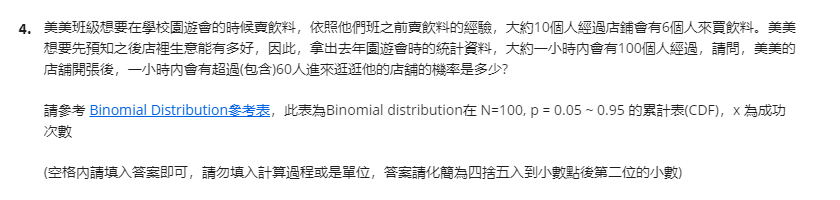 4. 美美班級想要在學校園遊會的時候賣飲料，依照他們班之前賣飲料的經驗，大約10個人經過店鋪會有6個人來買飲料。美美
想要先預知之後店裡生意能有多好，因此，拿出去年園遊會時的統計資料，大約一小時內會有100個人經過，請問，美美的
店舖開張後，一小時內會有超過(包含)60人進來逛逛他的店舖的機率是多少?
請參考 Binomial Distribution參考表，此表為Binomial distribution在 N=100, p = 0.05 ~ 0.95 的累計表(CDF)，x 為成功
次數
(空格內請填入答案即可，請勿填入計算過程或是單位，答案請化簡為四捨五入到小數點後第二位的小數)